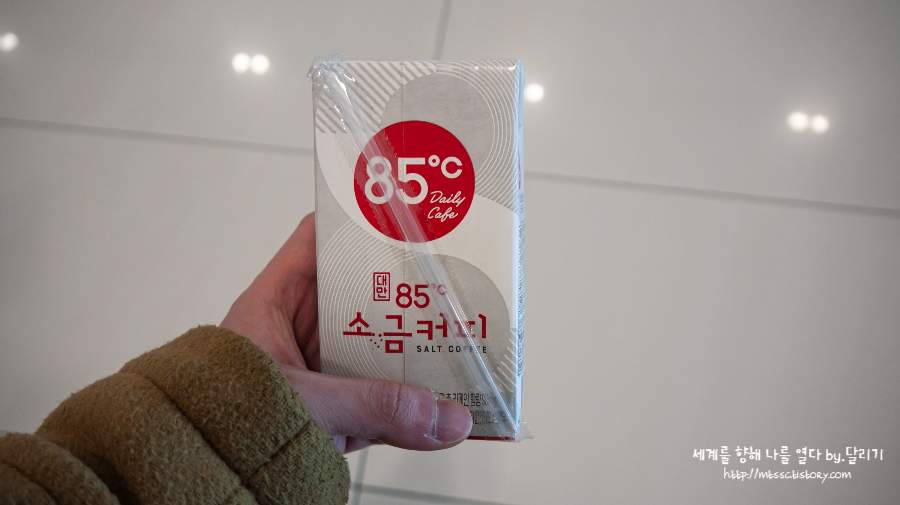 85℃
Daily
Cafe
대만 85℃
소금커피
SALT COFFEE
세계를 향해 나를 열다 by.달리기
http://mtssc.tistory.com